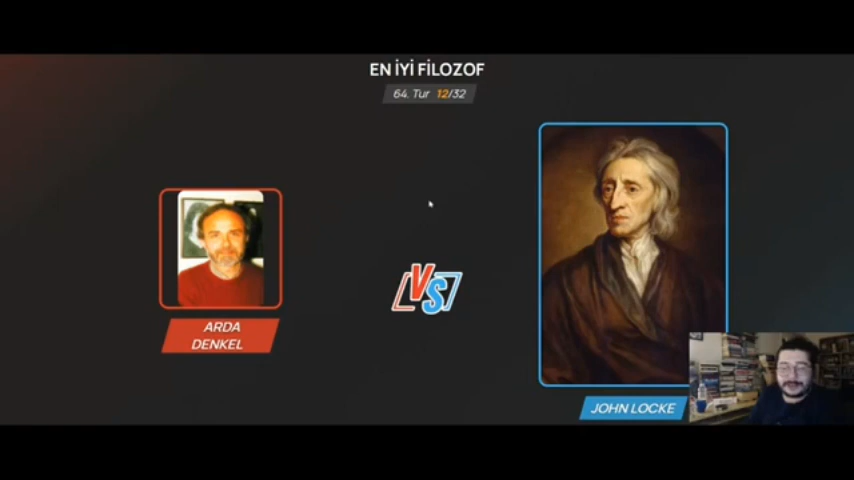 EN İYİ FİLOZOF
64. Tur 12/32
VS
ARDA
DENKEL
JOHN LOCKE